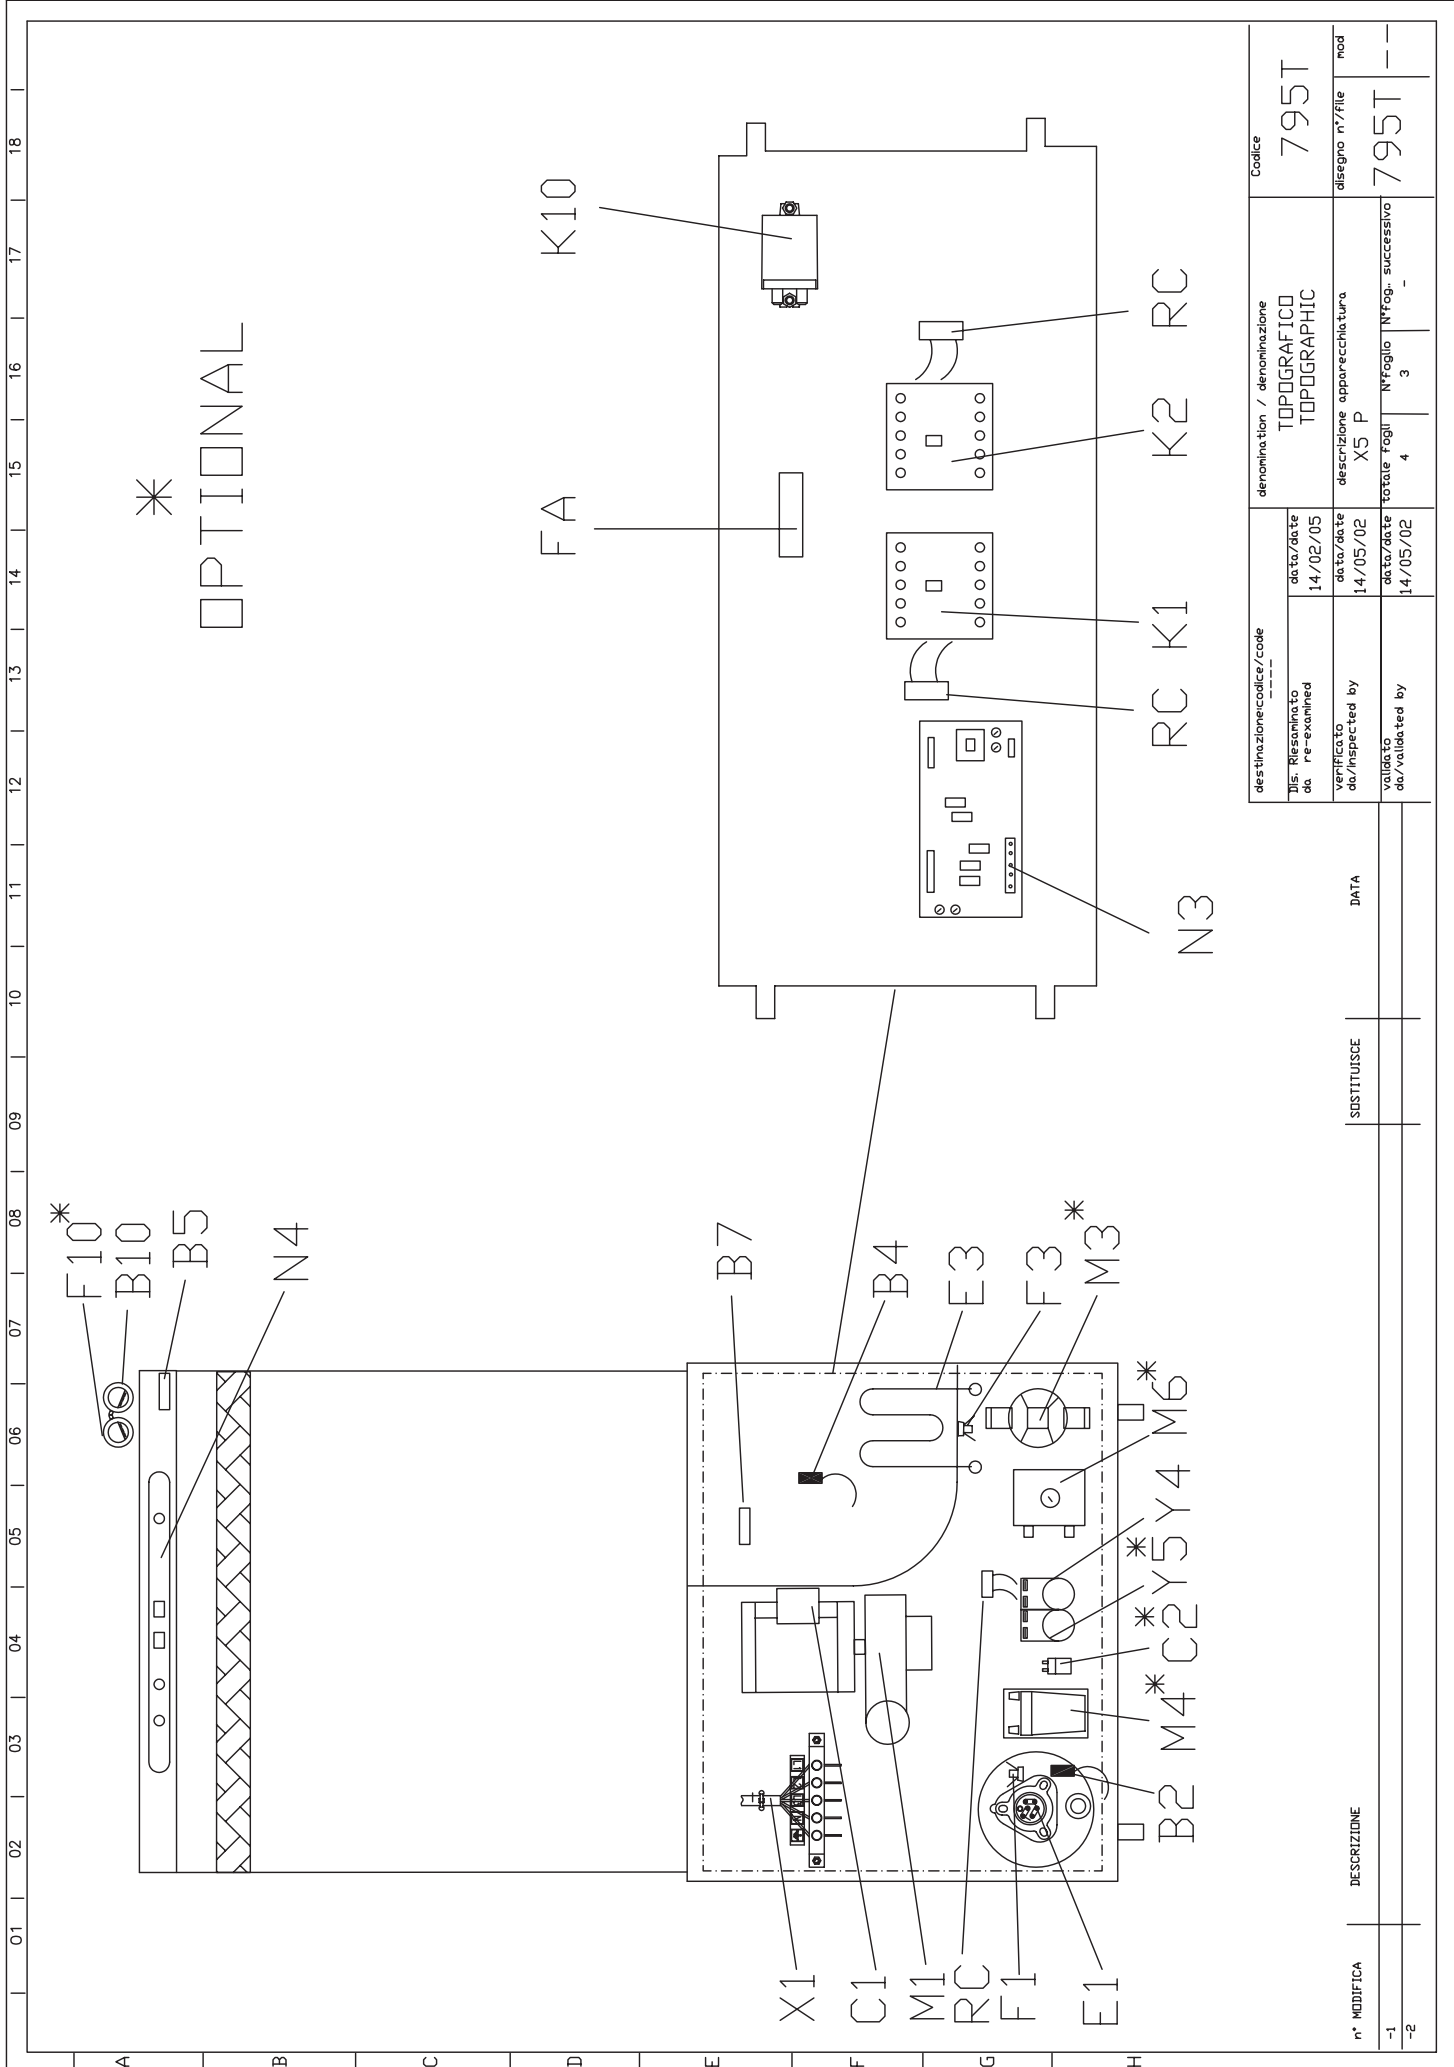 01 02 03 04 05 06 07 08 09 10 11 12 13 14 15 16 17 18
A
B
C
D
E
F
G
H
*
OPTIONAL
F10*
B10
B5
N4
B7
B4
E3
F3
M3*
M6*
Y4
Y5*
C2*
M4*
B2
X1
C1
M1
RC
F1
E1
K10
FA
RC
K2
K1
RC
N3
n° MODIFICA
DESCRIZIONE
SOSTITUISCE
DATA
-1
-2
destinazione:codice/code
----
Dis. Riesaminato
da re-examined
data/date
14/02/05
verificato
da/inspected by
data/date
14/05/02
validato
da/validated by
data/date
14/05/02
denomination / denominazione
TOPOGRAFICO
TOPOGRAPHIC
descrizione apparecchiatura
X5 P
totale fogli
4
N°foglio
3
N°fog. successivo
-
Codice
795T
disegno n°/file
795T
mod
--